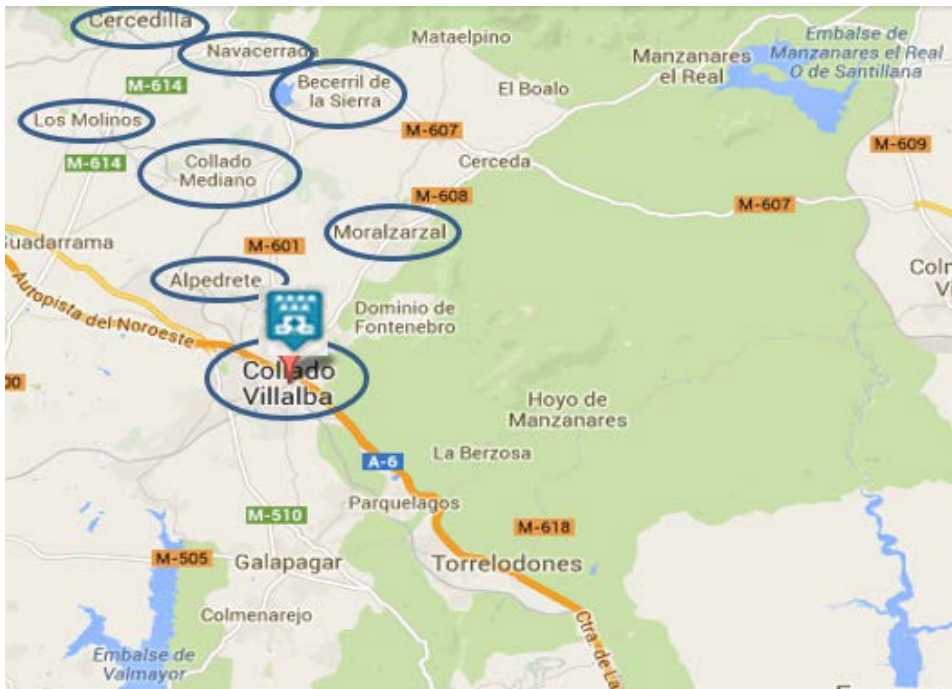 Cercedilla
Navacerrada
Mataelpino
Embalse de
Manzanares el Real
O de Santillana
Manzanares
el Real
M-614
Becerril de
la Sierra
El Boalo
Los Molinos
M-607
M-609
M-614
Collado
Mediano
Cerceda
M-608
M-607
Moralzarzal
M-601
Guadarrama
Alpedrete
Autopista del Noroeste
Dominio de
Fontenebro
Collado
Villalba
Hoyo de
Manzanares
La Berzosa
A-6
Parquelagos
M-510
M-618
M-505
Galapagar
Torrelodones
Colmenarejo
Ctra. de La
Embalse de
Valmayor